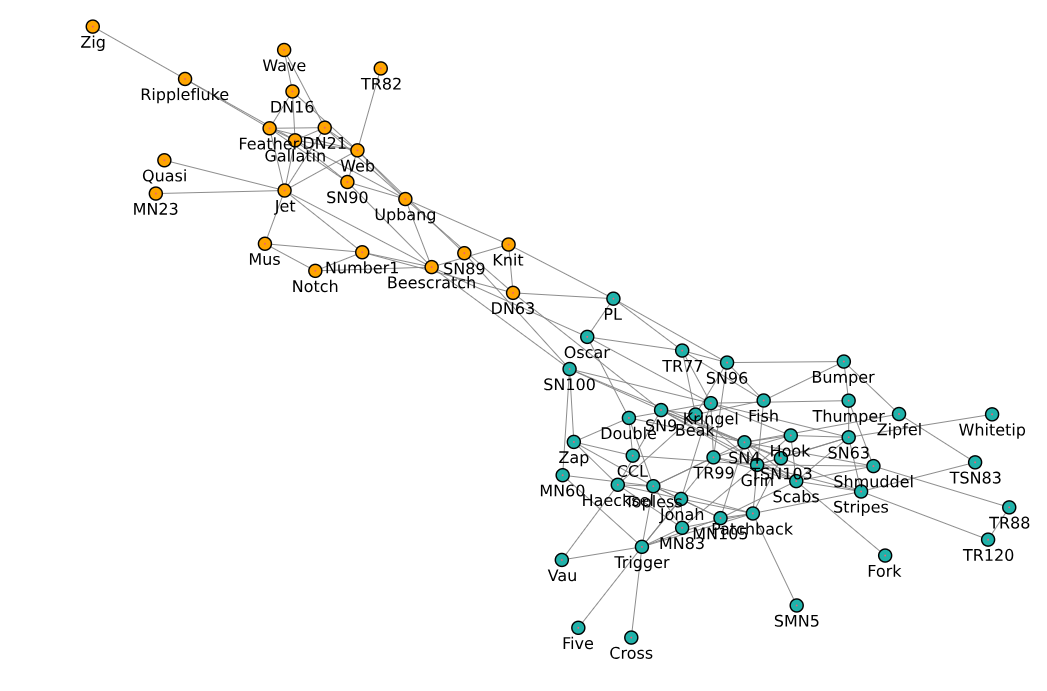 Zig
Wave
TR82
Ripplefluke
DN16
Feather
DN21
Gallatin
Web
Quasi
SN90
MN23
Jet
Upbang
Mus
Number1
SN89
Knit
Notch
Beescratch
DN63
PL
Oscar
TR77
SN96
Bumper
SN100
Kringel
Fish
Thumper
Zipfel
Whitetip
Double
SN9
Beak
Zap
CCL
TR99
SN4
Hook
SN63
TSN103
Grin
Shmuddel
TSN83
MN60
Haecksel
Topless
Scabs
Stripes
Jonah
TR88
MN83
MN105
Patchback
TR120
Trigger
Vau
Fork
SMN5
Five
Cross